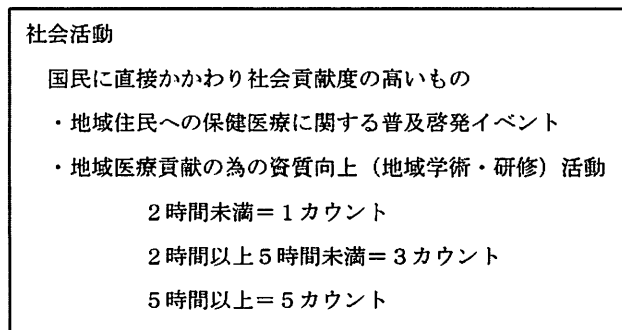 社会活動
国民に直接かかわり社会貢献度の高いもの
・地域住民への保健医療に関する普及啓発イベント
・地域医療貢献の為の資質向上（地域学術・研修）活動
２時間未満＝１カウント
２時間以上５時間未満＝３カウント
５時間以上＝５カウント